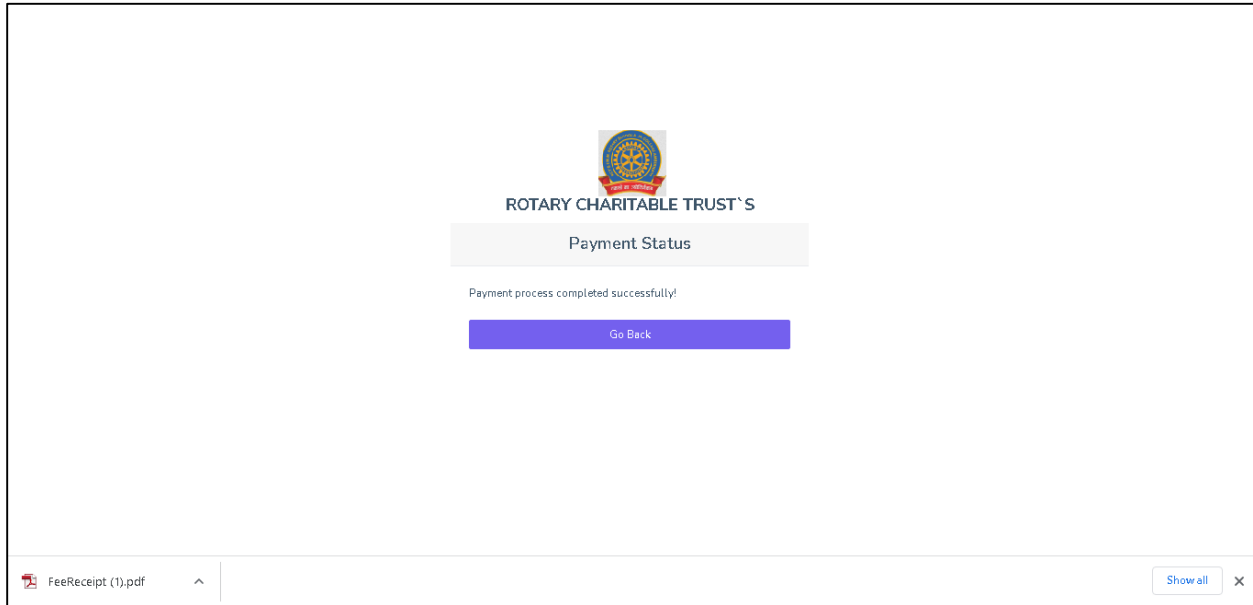 ROTARY CHARITABLE TRUST`S
Payment Status
Payment process completed successfully!
Go Back
FeeReceipt (1).pdf
Show all